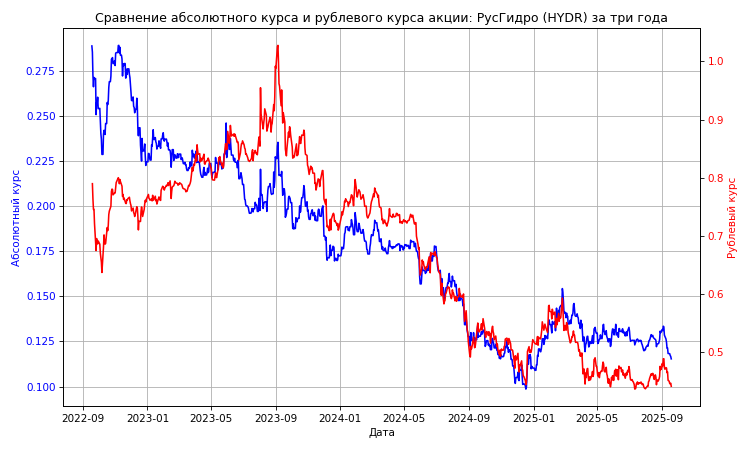 Сравнение абсолютного курса и рублевого курса акции: РусГидро (HYDR) за три года
0.275
0.250
0.225
0.200
0.175
0.150
0.125
0.100
Абсолютный курс
1.0
0.9
0.8
0.7
0.6
0.5
Рублевый курс
2022-09 2023-01 2023-05 2023-09 2024-01 2024-05 2024-09 2025-01 2025-05 2025-09
Дата